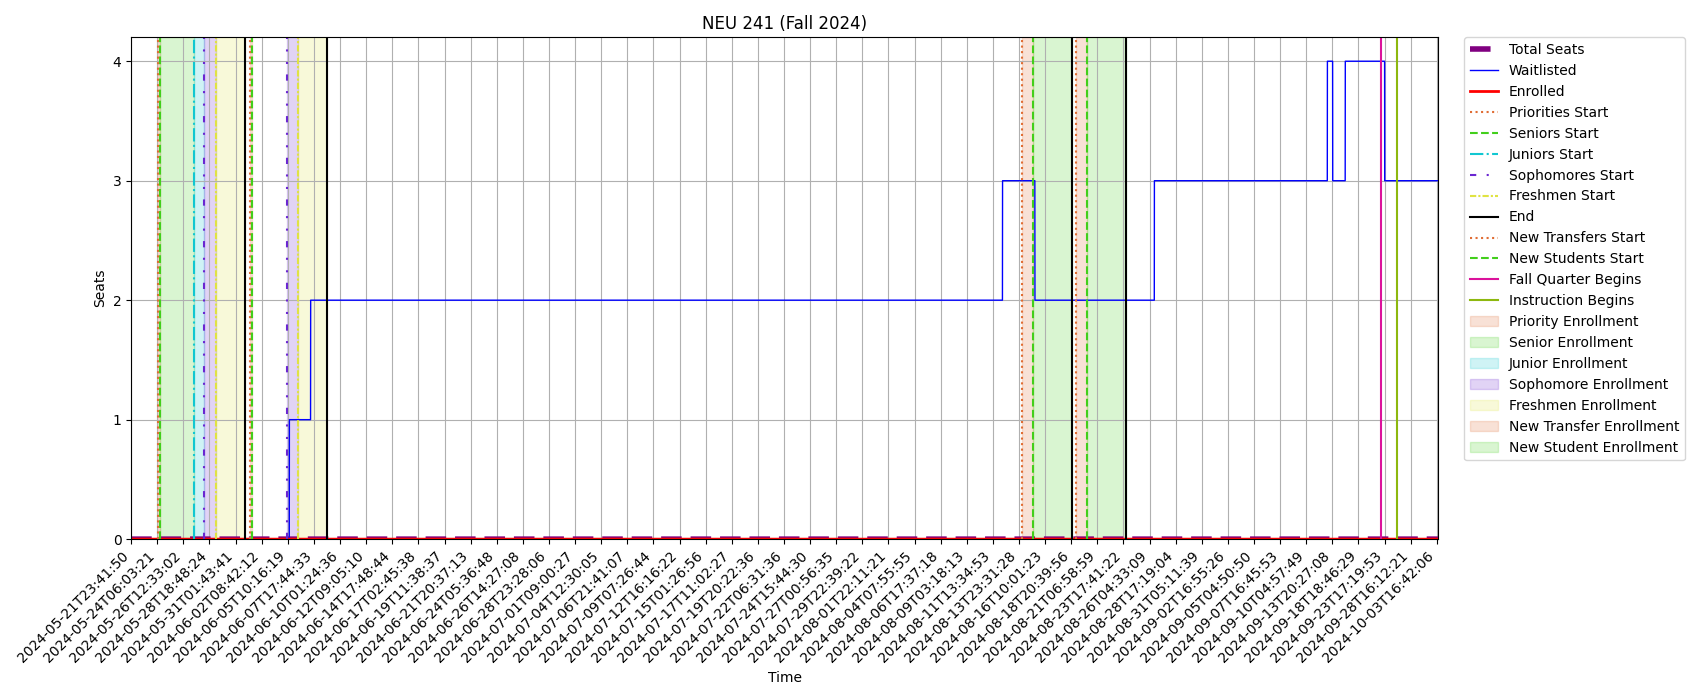 NEU 241 (Fall 2024)
Seats
4
3
2
1
0
2024-05-21T23:41:50
2024-05-24T06:03:21
2024-05-26T12:33:02
2024-05-28T18:48:24
2024-05-31T01:43:41
2024-06-02T08:42:12
2024-06-05T10:16:19
2024-06-07T17:44:33
2024-06-10T01:24:36
2024-06-12T09:05:10
2024-06-14T17:48:44
2024-06-17T02:45:38
2024-06-19T11:38:37
2024-06-21T20:37:13
2024-06-24T05:36:48
2024-06-26T14:27:08
2024-06-28T23:28:06
2024-07-01T09:00:27
2024-07-04T12:30:05
2024-07-06T21:41:07
2024-07-09T07:26:44
2024-07-12T16:16:22
2024-07-15T01:26:56
2024-07-17T11:02:27
2024-07-19T20:22:36
2024-07-22T06:31:36
2024-07-24T15:44:30
2024-07-27T00:56:35
2024-07-29T22:39:22
2024-08-01T22:11:21
2024-08-04T07:55:55
2024-08-06T17:37:18
2024-08-09T03:18:13
2024-08-11T13:34:53
2024-08-13T23:31:28
2024-08-16T10:01:23
2024-08-18T20:39:56
2024-08-21T06:58:59
2024-08-23T17:41:22
2024-08-26T04:33:09
2024-08-28T17:19:04
2024-08-31T05:11:39
2024-09-02T16:55:26
2024-09-05T04:50:50
2024-09-07T16:45:53
2024-09-10T04:57:49
2024-09-13T20:27:08
2024-09-18T18:46:29
2024-09-23T17:19:53
2024-09-28T16:12:21
2024-10-03T16:42:06
Time
Total Seats
Waitlisted
Enrolled
Priorities Start
Seniors Start
Juniors Start
Sophomores Start
Freshmen Start
End
New Transfers Start
New Students Start
Fall Quarter Begins
Instruction Begins
Priority Enrollment
Senior Enrollment
Junior Enrollment
Sophomore Enrollment
Freshmen Enrollment
New Transfer Enrollment
New Student Enrollment